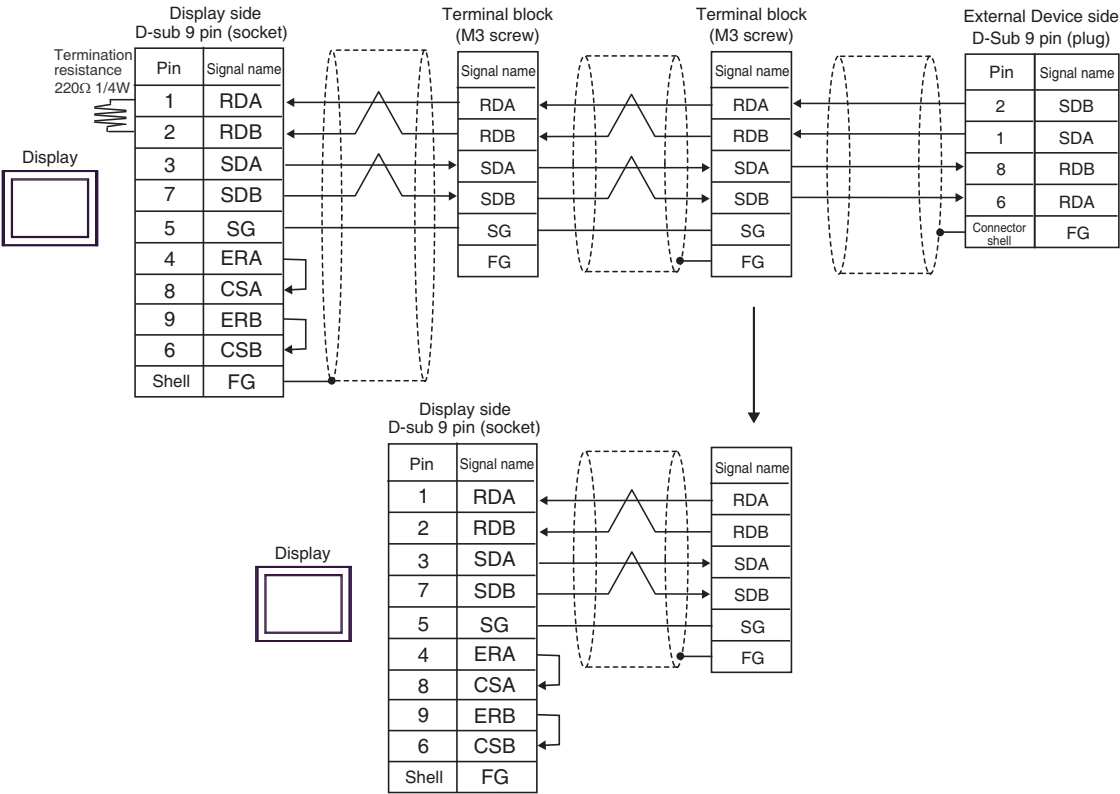 Display side
D-sub 9 pin (socket)
Terminal block
(M3 screw)
Terminal block
(M3 screw)
External Device side
D-Sub 9 pin (plug)
Termination
resistance
220Ω 1/4W
Display
Pin Signal name
1 RDA
2 RDB
3 SDA
7 SDB
5 SG
4 ERA
8 CSA
9 ERB
6 CSB
Shell FG
Signal name
RDA
RDB
SDA
SDB
SG
FG
Signal name
RDA
RDB
SDA
SDB
SG
FG
Pin Signal name
2 SDB
1 SDA
8 RDB
6 RDA
Connector
shell
FG
Display side
D-sub 9 pin (socket)
Display
Pin Signal name
1 RDA
2 RDB
3 SDA
7 SDB
5 SG
4 ERA
8 CSA
9 ERB
6 CSB
Shell FG
Signal name
RDA
RDB
SDA
SDB
SG
FG